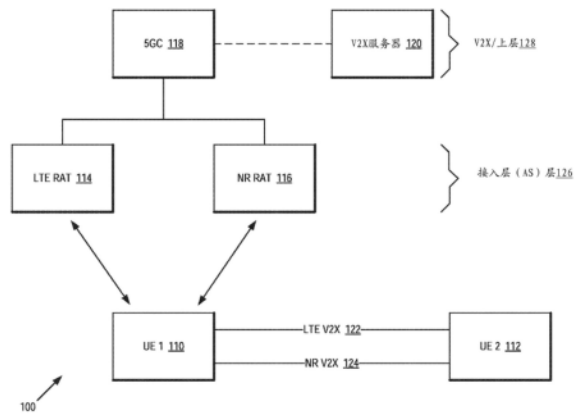 5GC 118
V2X服务器 120
V2X/上层128
LTE RAT 114
NR RAT 116
接入层（AS）层126
UE 1 110
LTE V2X 122
NR V2X 124
UE 2 112
100